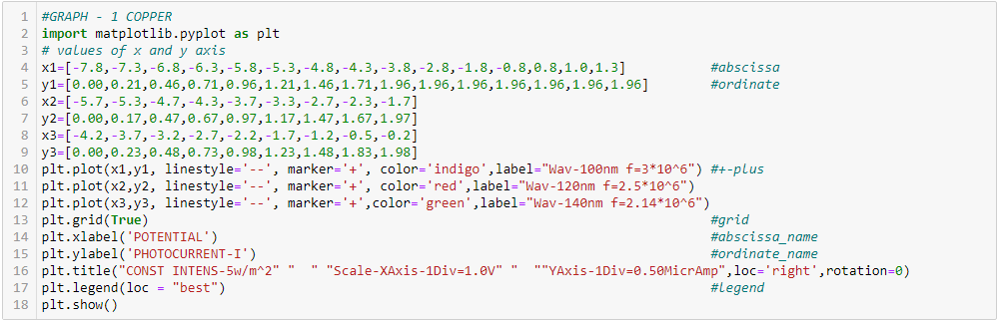 1 #GRAPH - 1 COPPER
2 import matplotlib.pyplot as plt
3 # values of x and y axis
4 x1=[-7.8,-7.3,-6.8,-6.3,-5.8,-5.3,-4.8,-4.3,-3.8,-2.8,-1.8,-0.8,0.8,1.0,1.3] #abscissa
5 y1=[0.00,0.21,0.46,0.71,0.96,1.21,1.46,1.71,1.96,1.96,1.96,1.96,1.96,1.96,1.96] #ordinate
6 x2=[-5.7,-5.3,-4.7,-4.3,-3.7,-3.3,-2.7,-2.3,-1.7]
7 y2=[0.00,0.17,0.47,0.67,0.97,1.17,1.47,1.67,1.97]
8 x3=[-4.2,-3.7,-3.2,-2.7,-2.2,-1.7,-1.2,-0.5,-0.2]
9 y3=[0.00,0.23,0.48,0.73,0.98,1.23,1.48,1.83,1.98]
10 plt.plot(x1,y1, linestyle='--', marker='+', color='indigo',label="Wav-100nm f=3*10^6") #+-plus
11 plt.plot(x2,y2, linestyle='--', marker='+', color='red',label="Wav-120nm f=2.5*10^6")
12 plt.plot(x3,y3, linestyle='--', marker='+',color='green',label="Wav-140nm f=2.14*10^6")
13 plt.grid(True) #grid
14 plt.xlabel('POTENTIAL') #abscissa_name
15 plt.ylabel('PHOTOCURRENT-I') #ordinate_name
16 plt.title("CONST INTENS-5w/m^2" "  " "Scale-XAxis-1Div=1.0V" "  ""YAxis-1Div=0.50MicrAmp",loc='right',rotation=0)
17 plt.legend(loc = "best") #legend
18 plt.show()